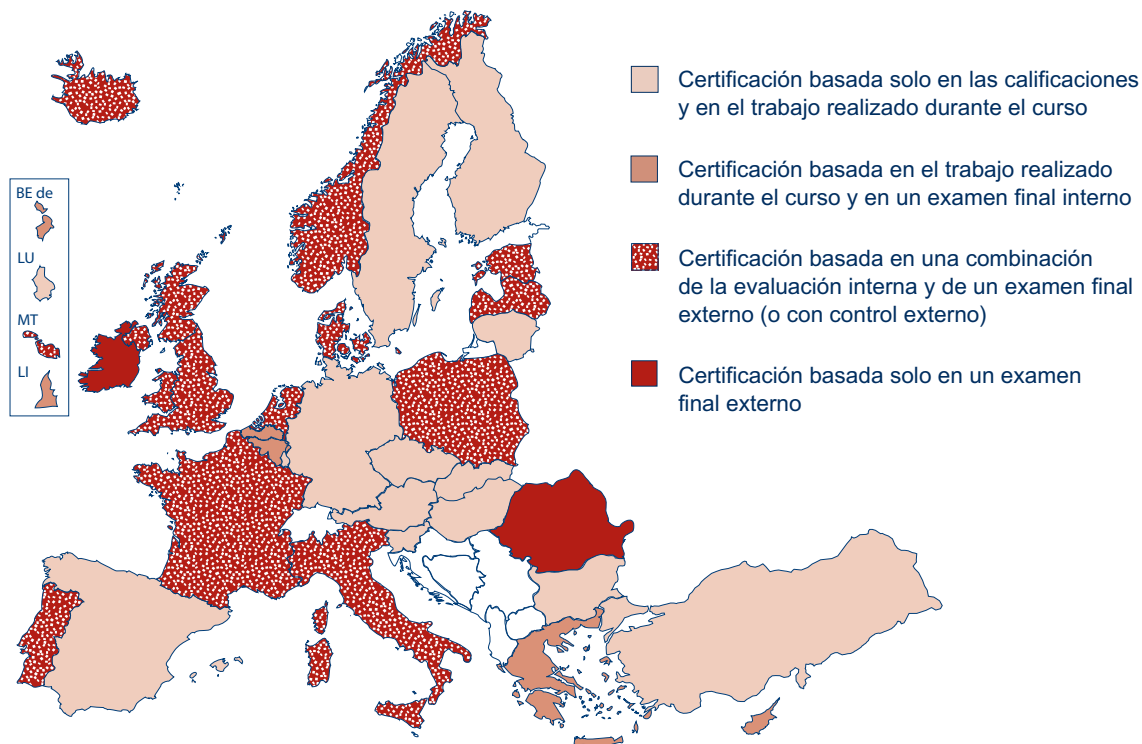 Certificación basada solo en las calificaciones
y en el trabajo realizado durante el curso
Certificación basada en el trabajo realizado
durante el curso y en un examen final interno
Certificación basada en una combinación
de la evaluación interna y de un examen final
externo (o con control externo)
Certificación basada solo en un examen
final externo
BE de
LU
MT
LI